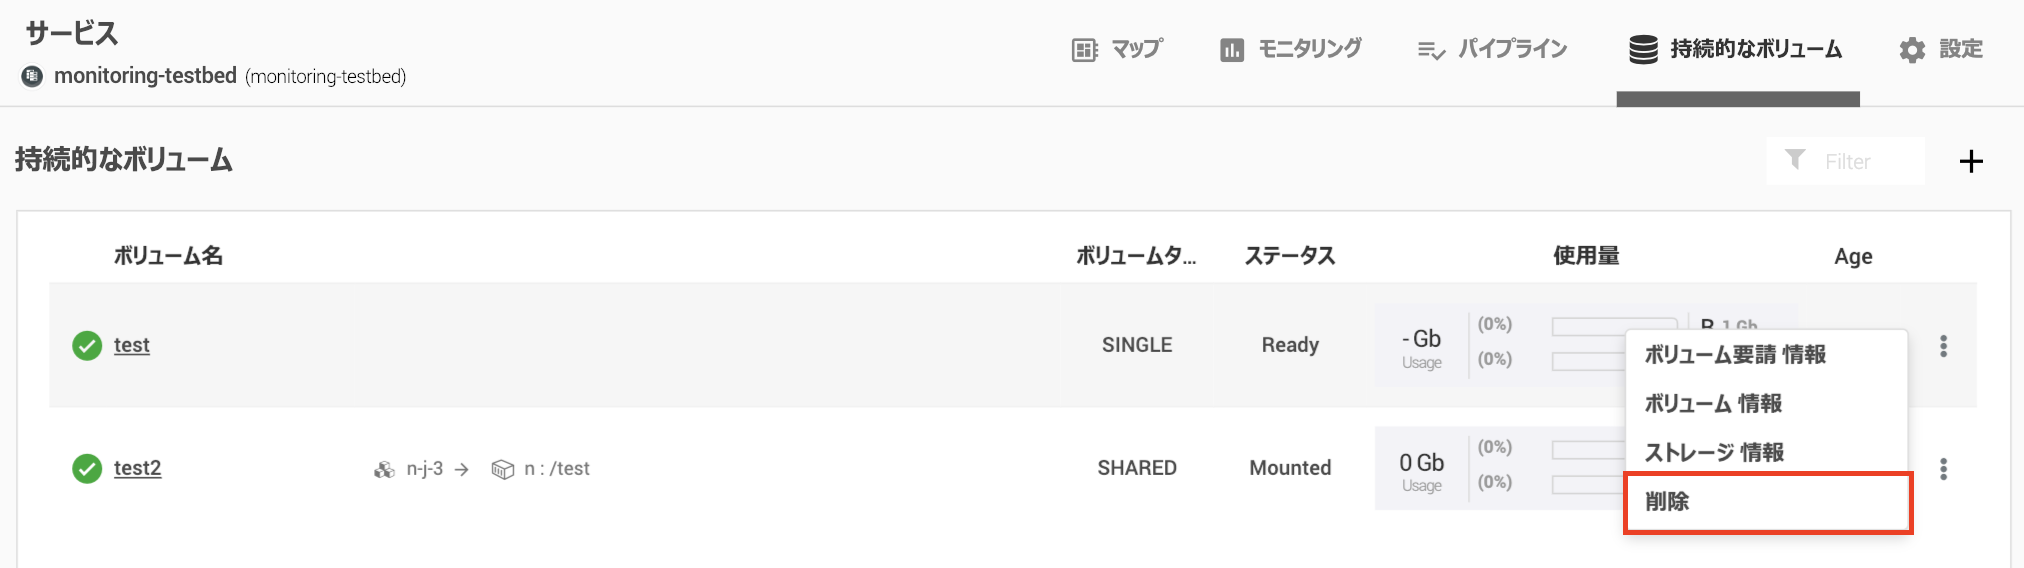 サービス
monitoring-testbed (monitoring-testbed)
マップ
モニタリング
パイプライン
持続的なボリューム
設定
持続的なボリューム
Filter
ボリューム名
ボリュームタ...
ステータス
使用量
Age
test
SINGLE
Ready
- Gb
Usage
(0%)
(0%)
1 Gb
ボリューム要請 情報
ボリューム 情報
ストレージ 情報
削除
test2
n-j-3
n : /test
SHARED
Mounted
0 Gb
Usage
(0%)
(0%)